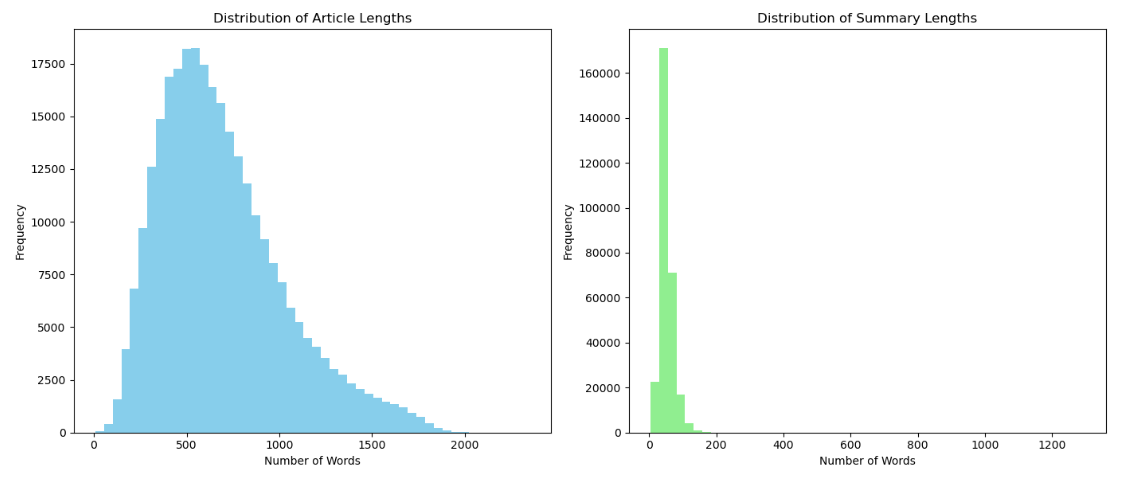 Distribution of Article Lengths
Frequency
17500
15000
12500
10000
7500
5000
2500
0
0 500 1000 1500 2000
Number of Words
Distribution of Summary Lengths
Frequency
160000
140000
120000
100000
80000
60000
40000
20000
0
0 200 400 600 800 1000 1200
Number of Words